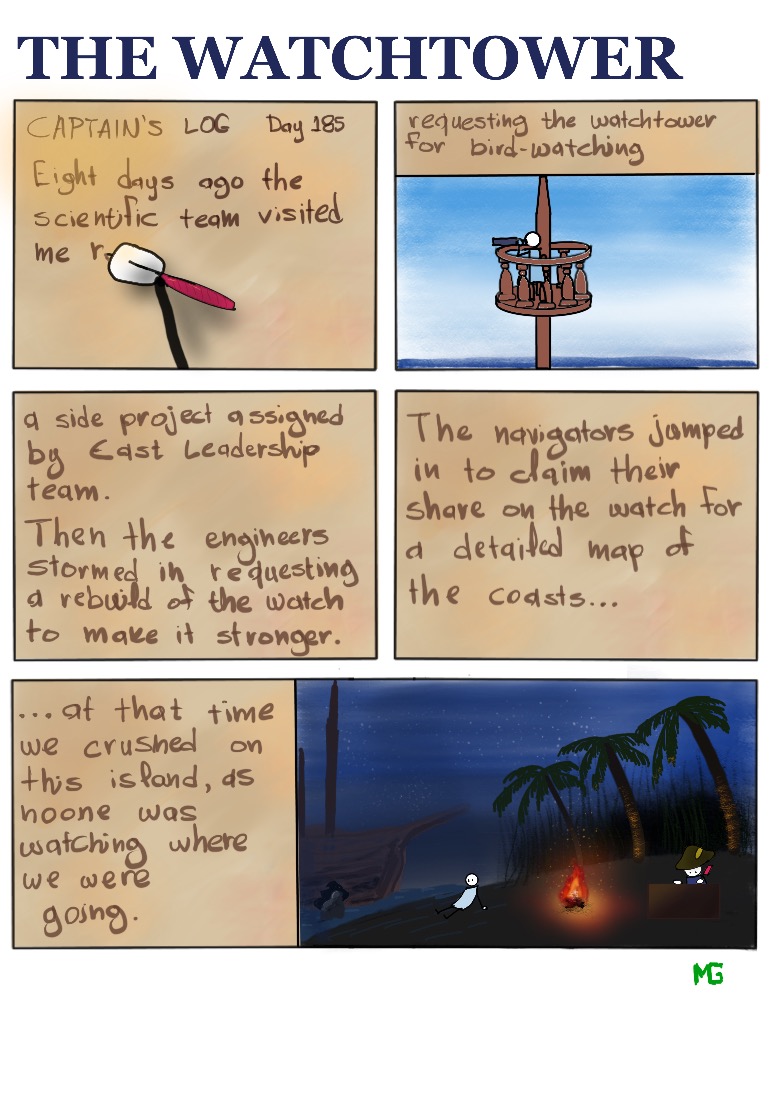 THE WATCHTOWER
CAPTAIN'S LOG Day 185
Eight days ago the
scientific team visited
me r
requesting the watchtower
for bird-watching
a side project assigned
by East Leadership
team.
Then the engineers
stormed in requesting
a rebuild of the watch
to make it stronger.
The navigators jumped
in to claim their
share on the watch for
a detailed map of
the coasts...
...at that time
we crushed on
this island, as
noone was
watching where
we were
going.
MG